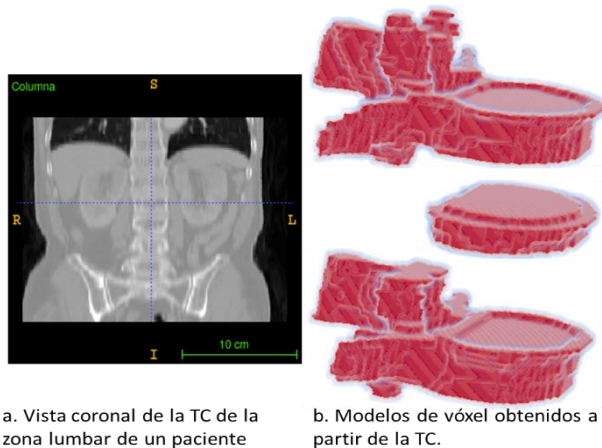 Columna
S
R
L
10 cm
I
a. Vista coronal de la TC de la
zona lumbar de un paciente
b. Modelos de vóxel obtenidos a
partir de la TC.